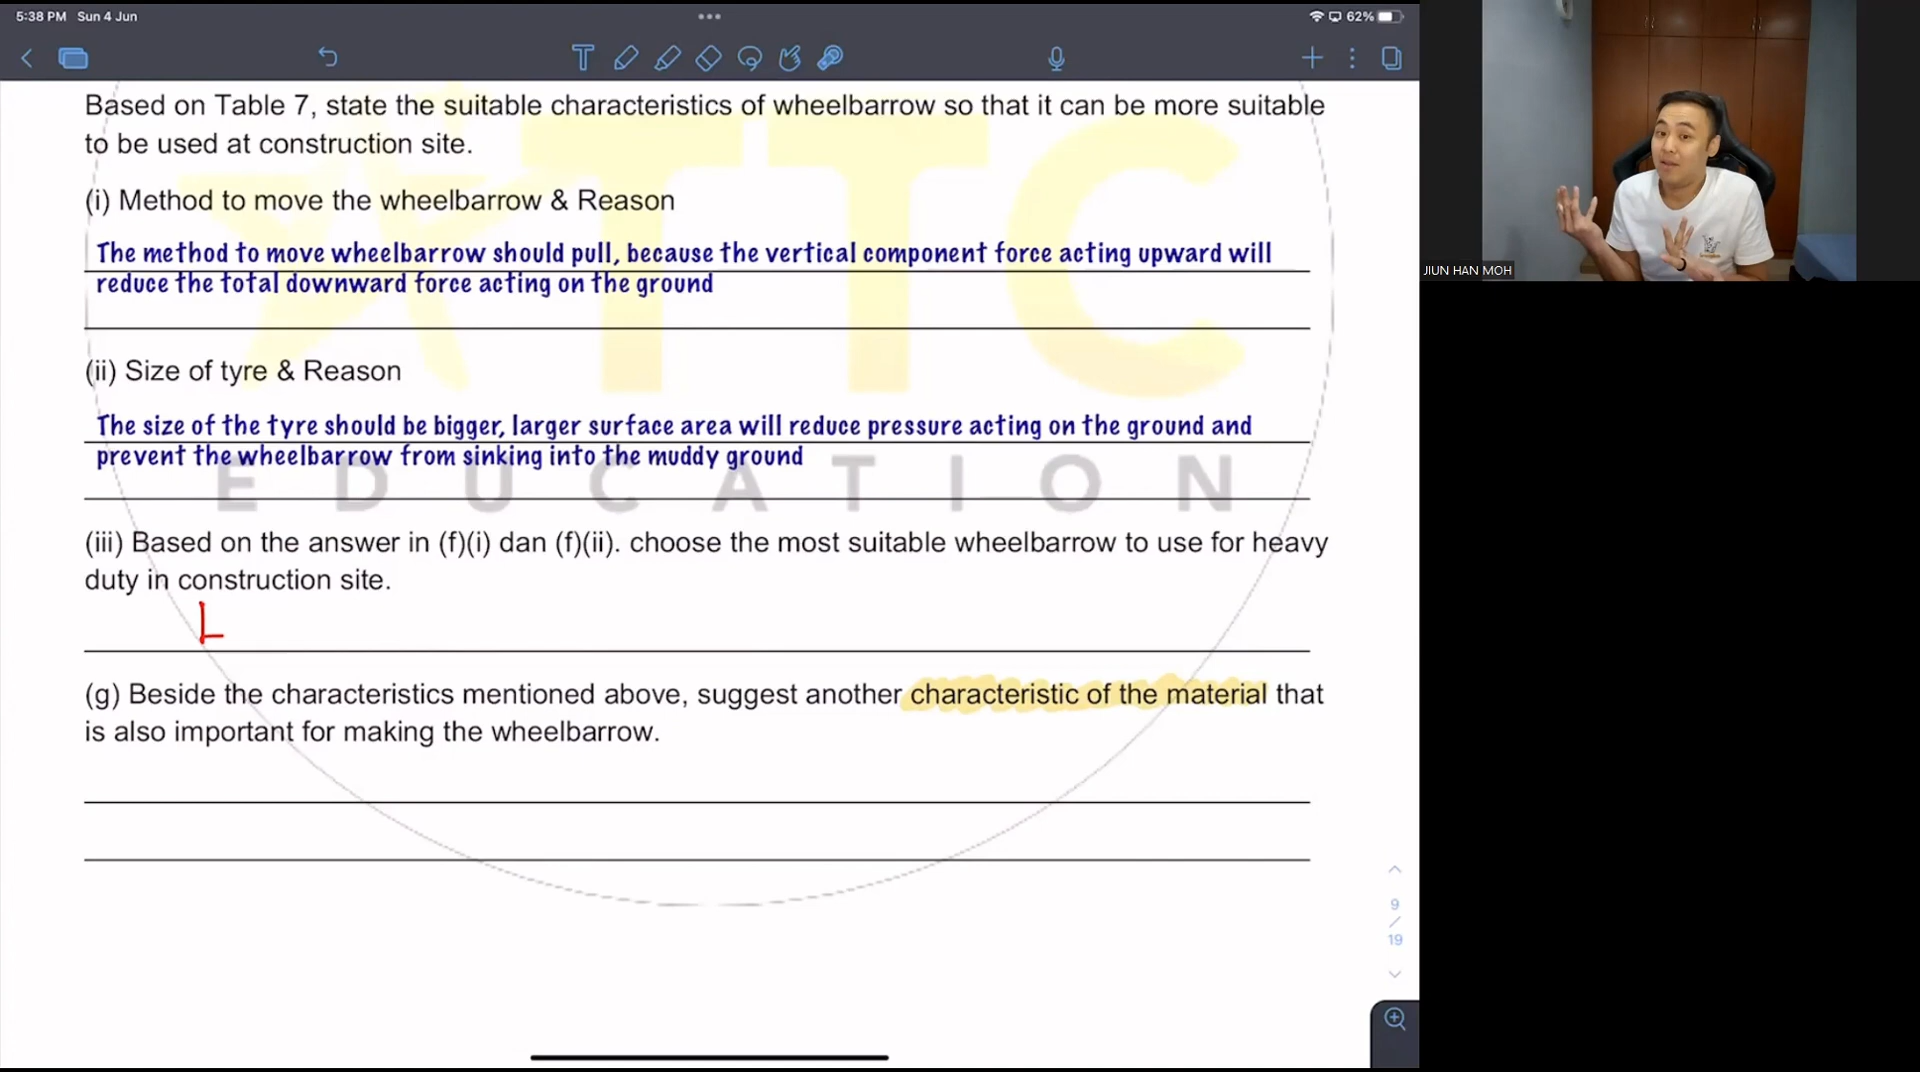 5:38 PM Sun 4 Jun
62%
Based on Table 7, state the suitable characteristics of wheelbarrow so that it can be more suitable
to be used at construction site.
(i) Method to move the wheelbarrow & Reason
The method to move wheelbarrow should pull, because the vertical component force acting upward will
reduce the total downward force acting on the ground
(ii) Size of tyre & Reason
The size of the tyre should be bigger, larger surface area will reduce pressure acting on the ground and
prevent the wheelbarrow from sinking into the muddy ground
(iii) Based on the answer in (f)(i) dan (f)(ii). choose the most suitable wheelbarrow to use for heavy
duty in construction site.
L
(g) Beside the characteristics mentioned above, suggest another characteristic of the material that
is also important for making the wheelbarrow.
TTC
EDUCATION
9
/
19
JIUN HAN MOH